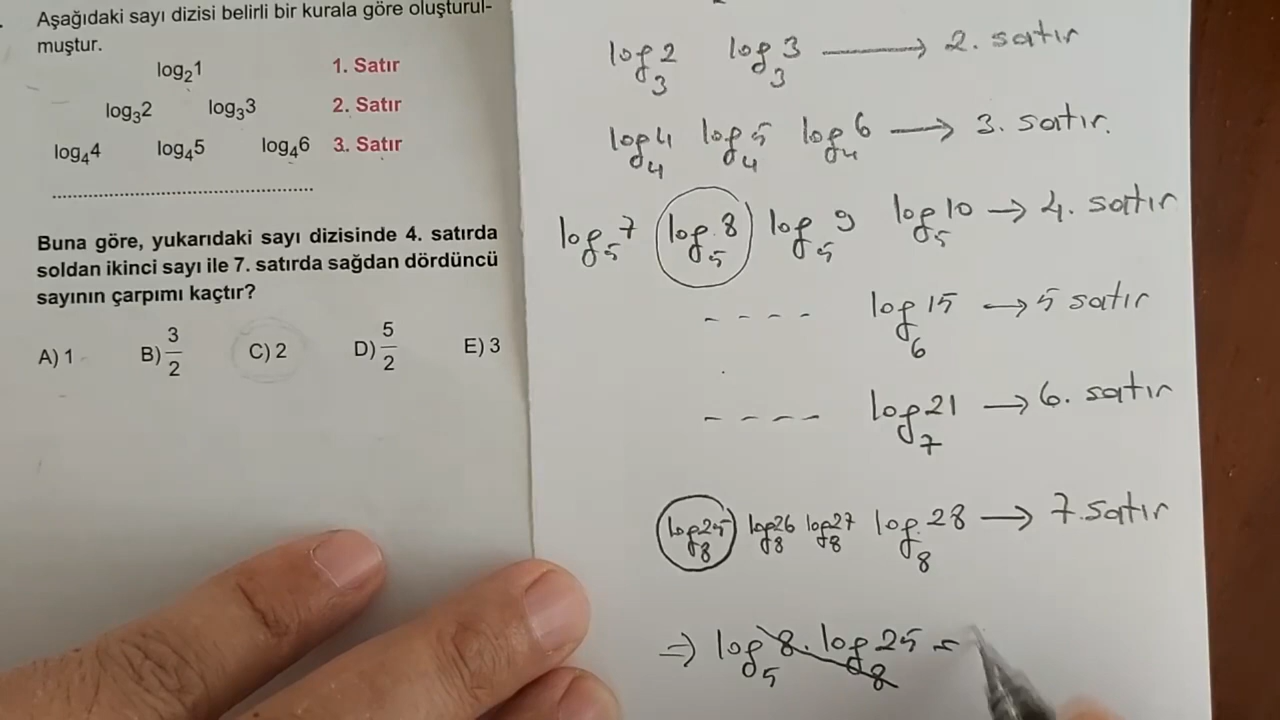 Aşağıdaki sayı dizisi belirli bir kurala göre oluşturul-
muştur.
log₂1 1. Satır
log₃2 log₃3 2. Satır
log₄4 log₄5 log₄6 3. Satır
Buna göre, yukarıdaki sayı dizisinde 4. satırda
soldan ikinci sayı ile 7. satırda sağdan dördüncü
sayının çarpımı kaçtır?
A) 1 B) 3/2 C) 2 D) 5/2 E) 3
log₃2 log₃3 → 2. satır
log₄4 log₄5 log₄6 → 3. satır.
log₅7 log₅8 log₅9 log₅10 → 4. satır
---- log₆15 → 5 satır
---- log₇21 → 6. satır
log₈25 log₈26 log₈27 log₈28 → 7. satır
⇒ log₅8 . log₈25 =